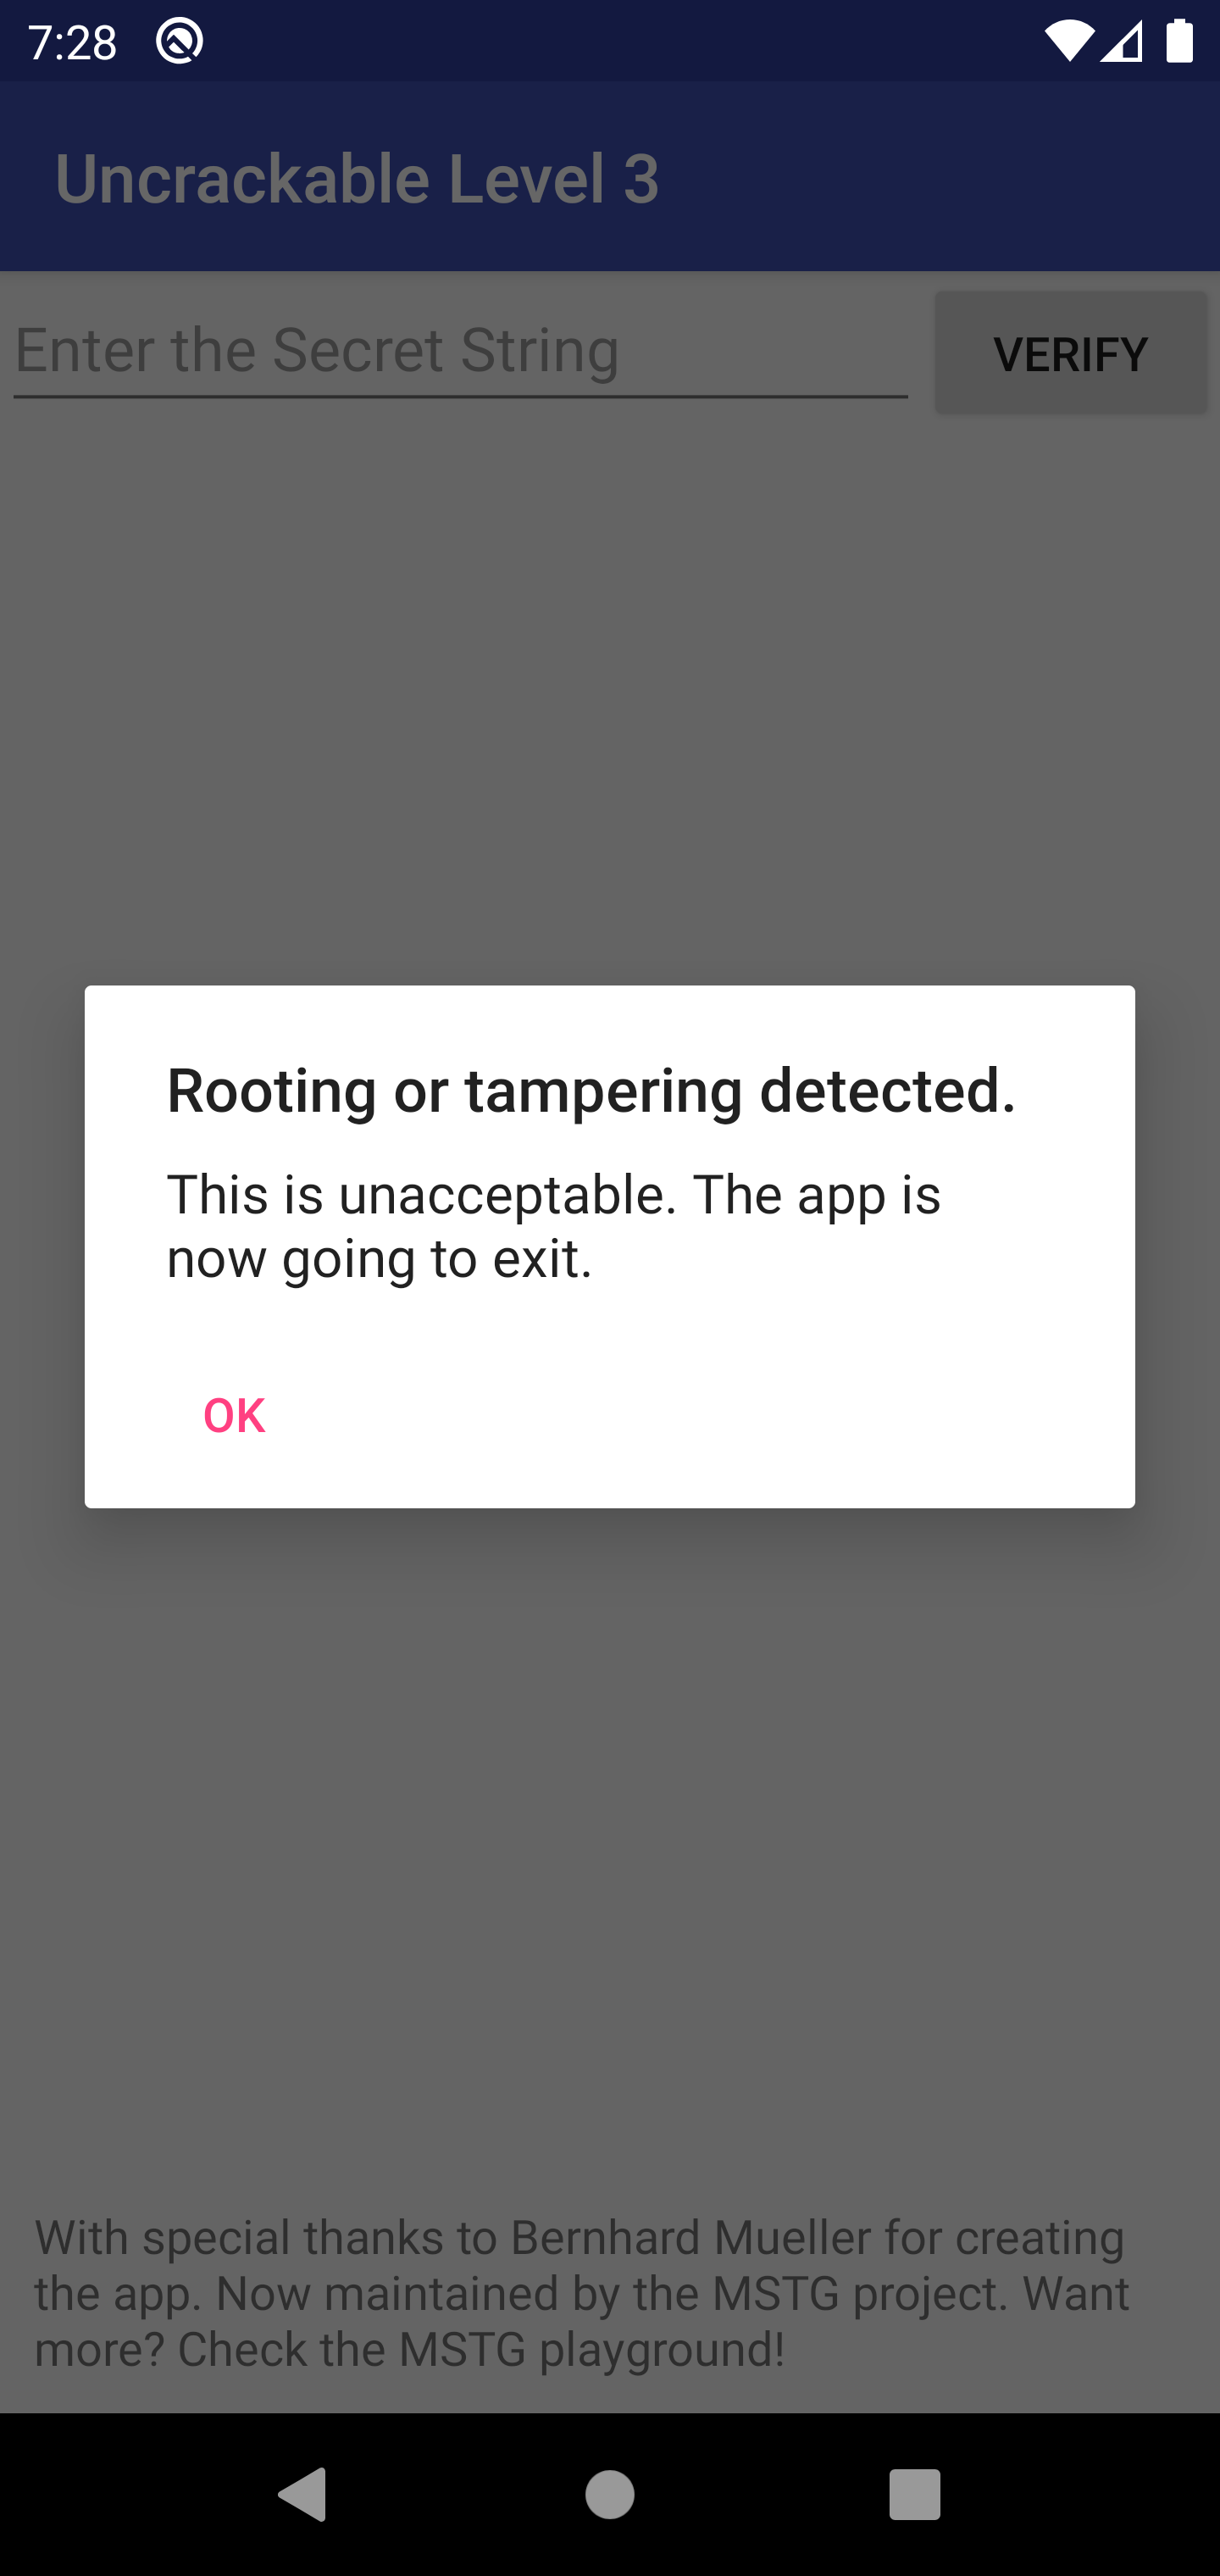 7:28
Uncrackable Level 3
Enter the Secret String
VERIFY
Rooting or tampering detected.
This is unacceptable. The app is
now going to exit.
OK
With special thanks to Bernhard Mueller for creating
the app. Now maintained by the MSTG project. Want
more? Check the MSTG playground!